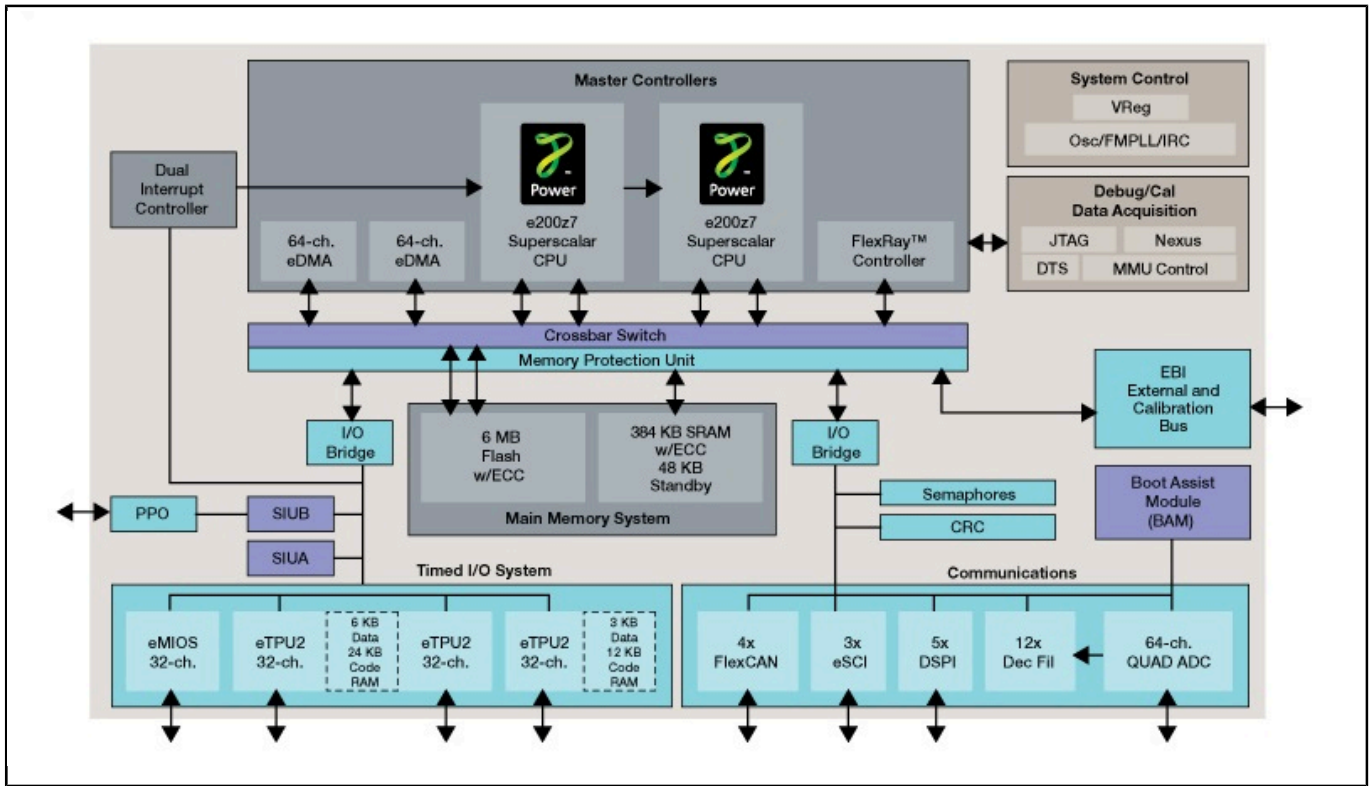 Master Controllers
Power
e200z7
Superscalar
CPU
Power
e200z7
Superscalar
CPU
64-ch.
eDMA
64-ch.
eDMA
FlexRay™
Controller
System Control
VReg
Osc/FMPLL/IRC
Debug/Cal
Data Acquisition
JTAG
Nexus
DTS
MMU Control
Dual
Interrupt
Controller
Crossbar Switch
Memory Protection Unit
EBI
External and
Calibration
Bus
I/O
Bridge
6 MB
Flash
w/ECC
384 KB SRAM
w/ECC
48 KB
Standby
Main Memory System
I/O
Bridge
Semaphores
CRC
Boot Assist
Module
(BAM)
PPO
SIUB
SIUA
Timed I/O System
eMIOS
32-ch.
eTPU2
32-ch.
6 KB
Data
24 KB
Code
RAM
eTPU2
32-ch.
eTPU2
32-ch.
3 KB
Data
12 KB
Code
RAM
Communications
4x
FlexCAN
3x
eSCI
5x
DSPI
12x
Dec Fil
64-ch.
QUAD ADC